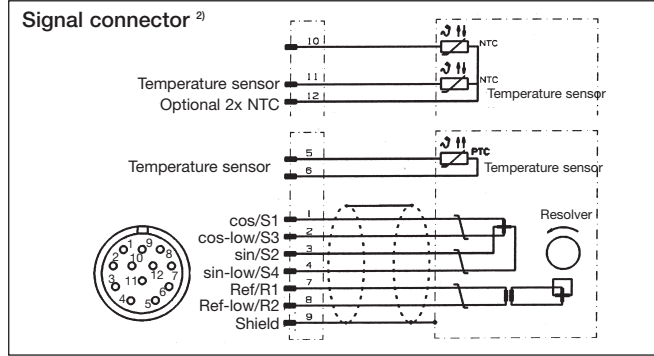 Signal connector 2)
10
NTC
11
NTC
Temperature sensor
Temperature sensor
12
Optional 2x NTC
5
PTC
Temperature sensor
Temperature sensor
6
cos/S1
1
Resolver
cos-low/S3
2
sin/S2
3
sin-low/S4
4
Ref/R1
7
Ref-low/R2
8
Shield
9
1
9
8
2
10
12
7
3
11
6
4
5